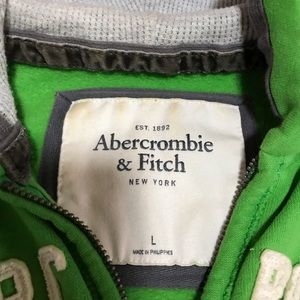 EST. 1892
Abercrombie
& Fitch
NEW YORK
L
MADE IN PHILIPPINES